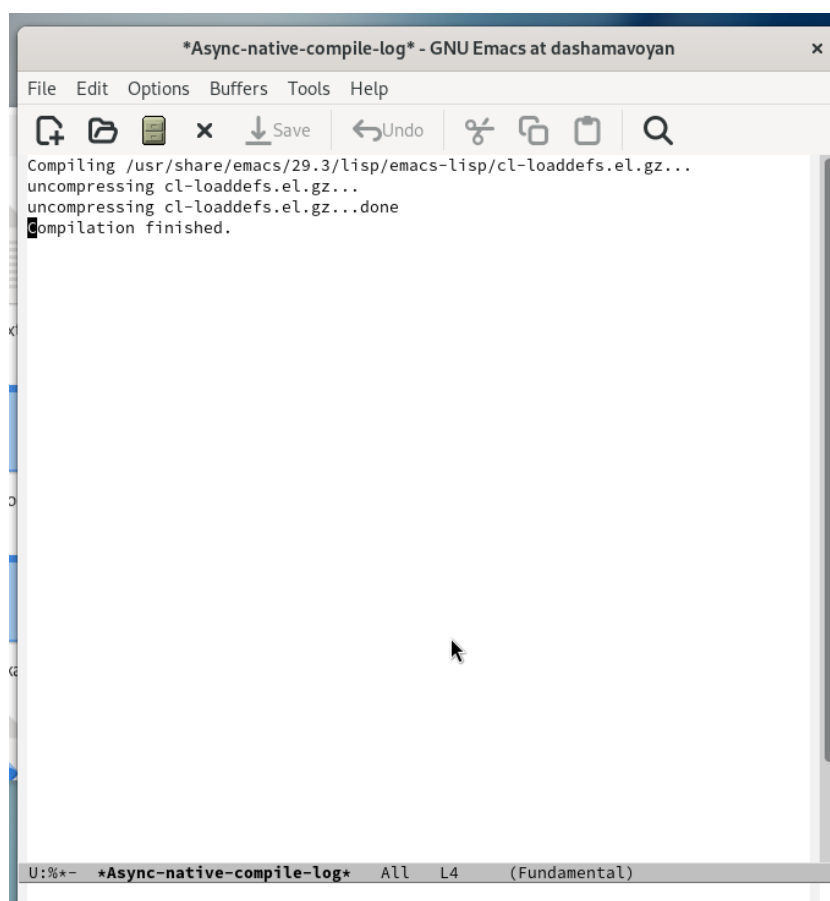 *Async-native-compile-log* - GNU Emacs at dashamavoyan
File Edit Options Buffers Tools Help
Save Undo
Compiling /usr/share/emacs/29.3/lisp/emacs-lisp/cl-loaddefs.el.gz...
uncompressing cl-loaddefs.el.gz...
uncompressing cl-loaddefs.el.gz...done
Compilation finished.
U:%*- *Async-native-compile-log* All L4 (Fundamental)